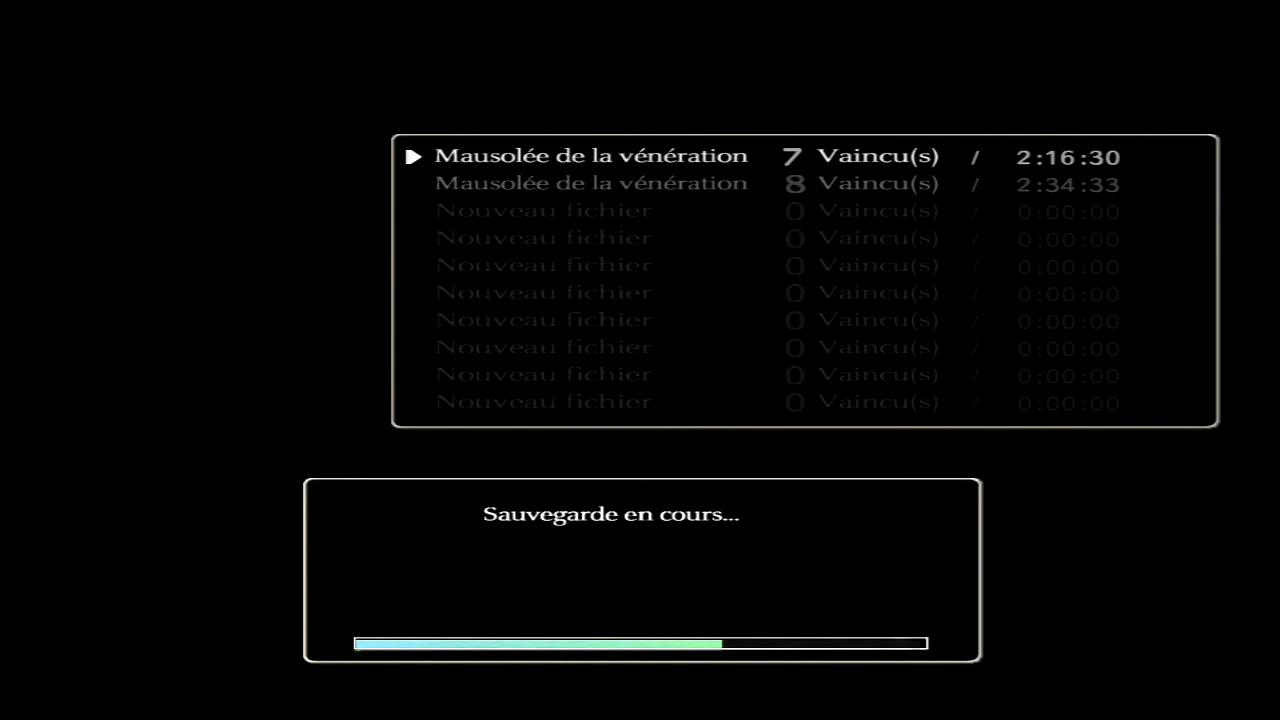 Mausolée de la vénération 7 Vaincu(s) / 2:16:30
Mausolée de la vénération 8 Vaincu(s) / 2:34:33
Nouveau fichier 0 Vaincu(s) / 0:00:00
Nouveau fichier 0 Vaincu(s) / 0:00:00
Nouveau fichier 0 Vaincu(s) / 0:00:00
Nouveau fichier 0 Vaincu(s) / 0:00:00
Nouveau fichier 0 Vaincu(s) / 0:00:00
Nouveau fichier 0 Vaincu(s) / 0:00:00
Nouveau fichier 0 Vaincu(s) / 0:00:00
Nouveau fichier 0 Vaincu(s) / 0:00:00
Sauvegarde en cours...